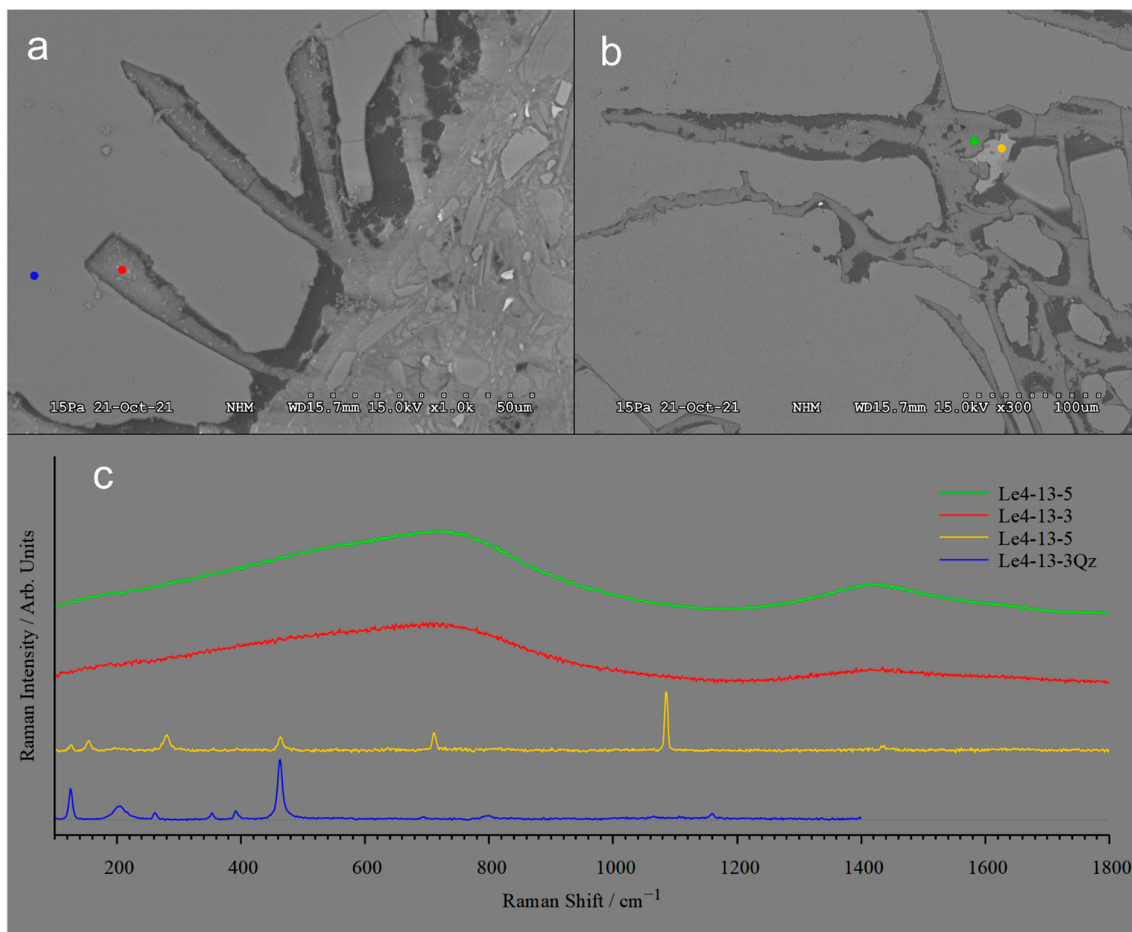 a
b
15Pa 21-Oct-21 NHM WD15.7mm 15.0kV x1.0k 50um
15Pa 21-Oct-21 NHM WD15.7mm 15.0kV x300 100um
c
Le4-13-5
Le4-13-3
Le4-13-5
Le4-13-3Qz
Raman Intensity / Arb. Units
200 400 600 800 1000 1200 1400 1600 1800
Raman Shift / cm⁻¹